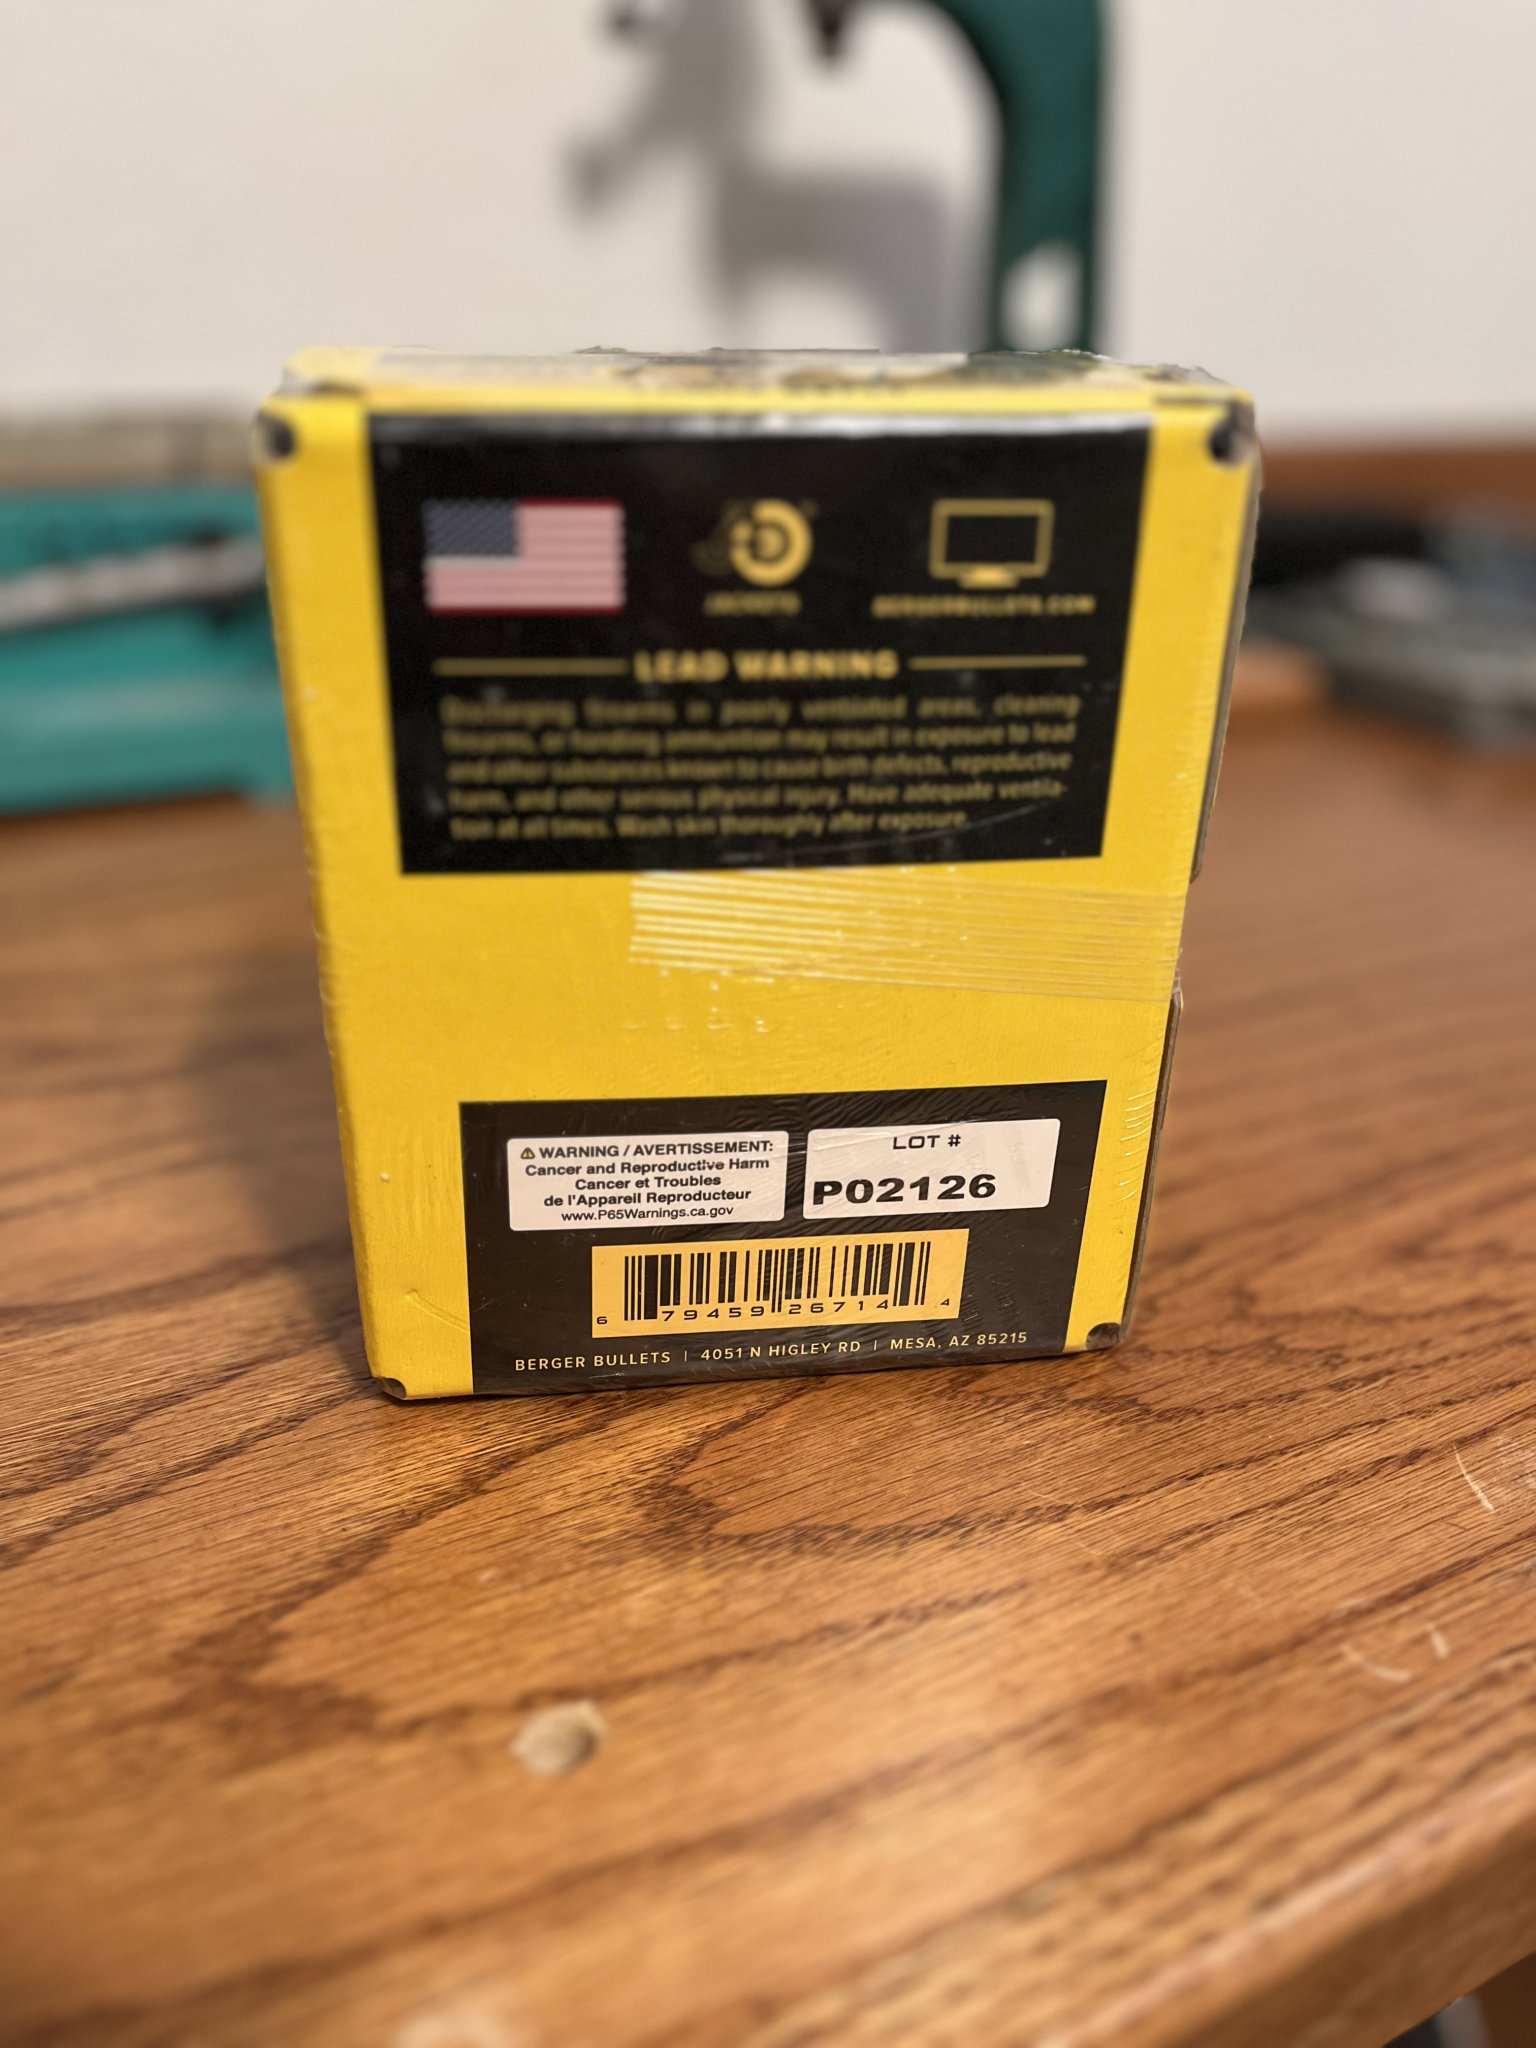 J4
JACKETS
BERGERBULLETS.COM
LEAD WARNING
Discharging firearms in poorly ventilated areas, cleaning
firearms, or handling ammunition may result in exposure to lead
and other substances known to cause birth defects, reproductive
harm, and other serious physical injury. Have adequate ventila-
tion at all times. Wash skin thoroughly after exposure.
WARNING / AVERTISSEMENT:
Cancer and Reproductive Harm
Cancer et Troubles
de l'Appareil Reproducteur
www.P65Warnings.ca.gov
LOT #
P02126
6 79459 26714 4
BERGER BULLETS | 4051 N HIGLEY RD | MESA, AZ 85215